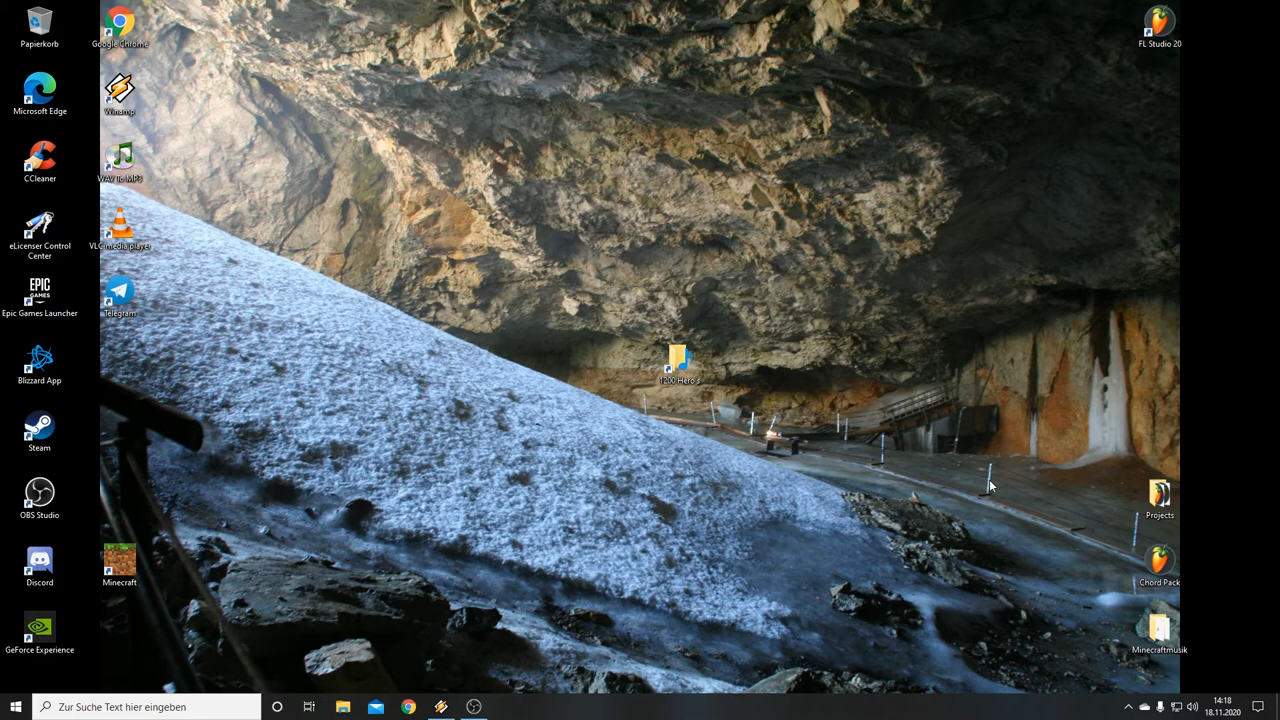 Papierkorb
Google Chrome
FL Studio 20
Microsoft Edge
Winamp
CCleaner
WAV To MP3
eLicenser Control
Center
VLC media player
EPIC
GAMES
Epic Games Launcher
Telegram
Blizzard App
1200 Hero's
Steam
OBS Studio
Projects
Discord
Minecraft
Chord Pack
GeForce Experience
Minecraftmusik
Zur Suche Text hier eingeben
14:18
18.11.2020